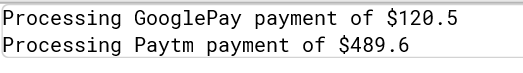 Processing GooglePay payment of $120.5
Processing Paytm payment of $489.6